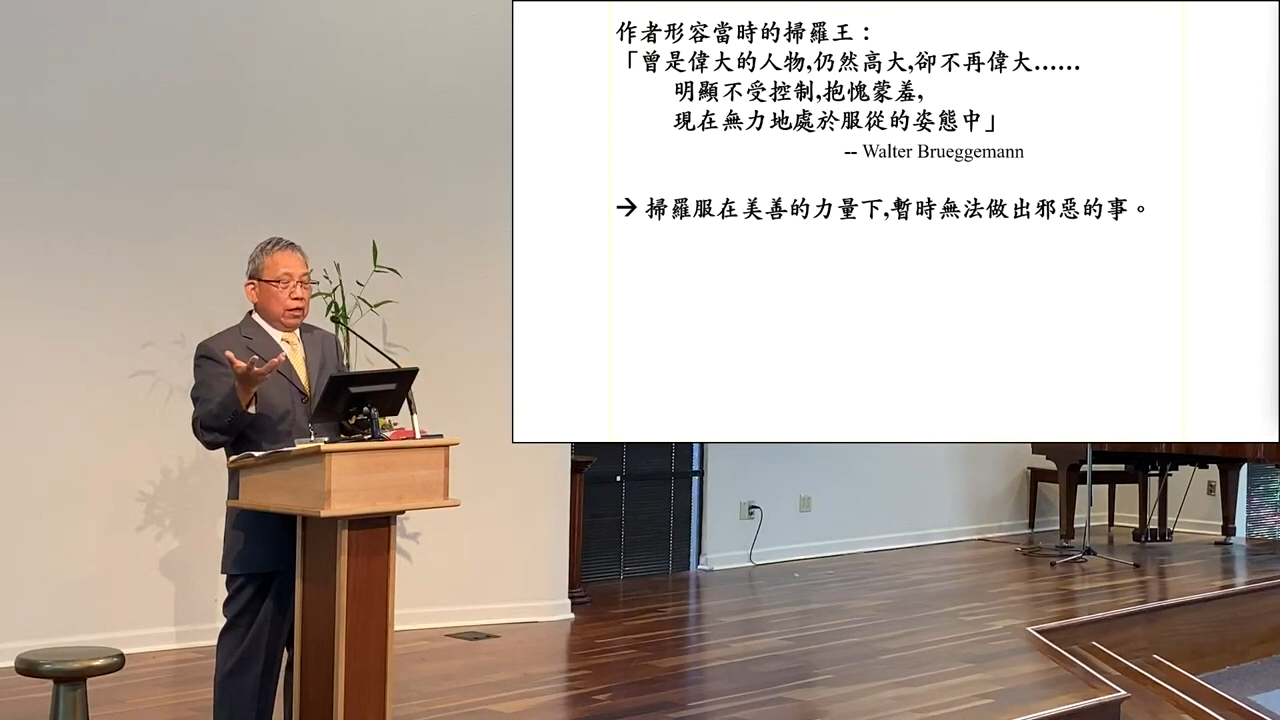 作者形容當時的掃羅王：
「曾是偉大的人物,仍然高大,卻不再偉大……
明顯不受控制,抱愧蒙羞,
現在無力地處於服從的姿態中」
-- Walter Brueggemann
→ 掃羅服在美善的力量下,暫時無法做出邪惡的事。